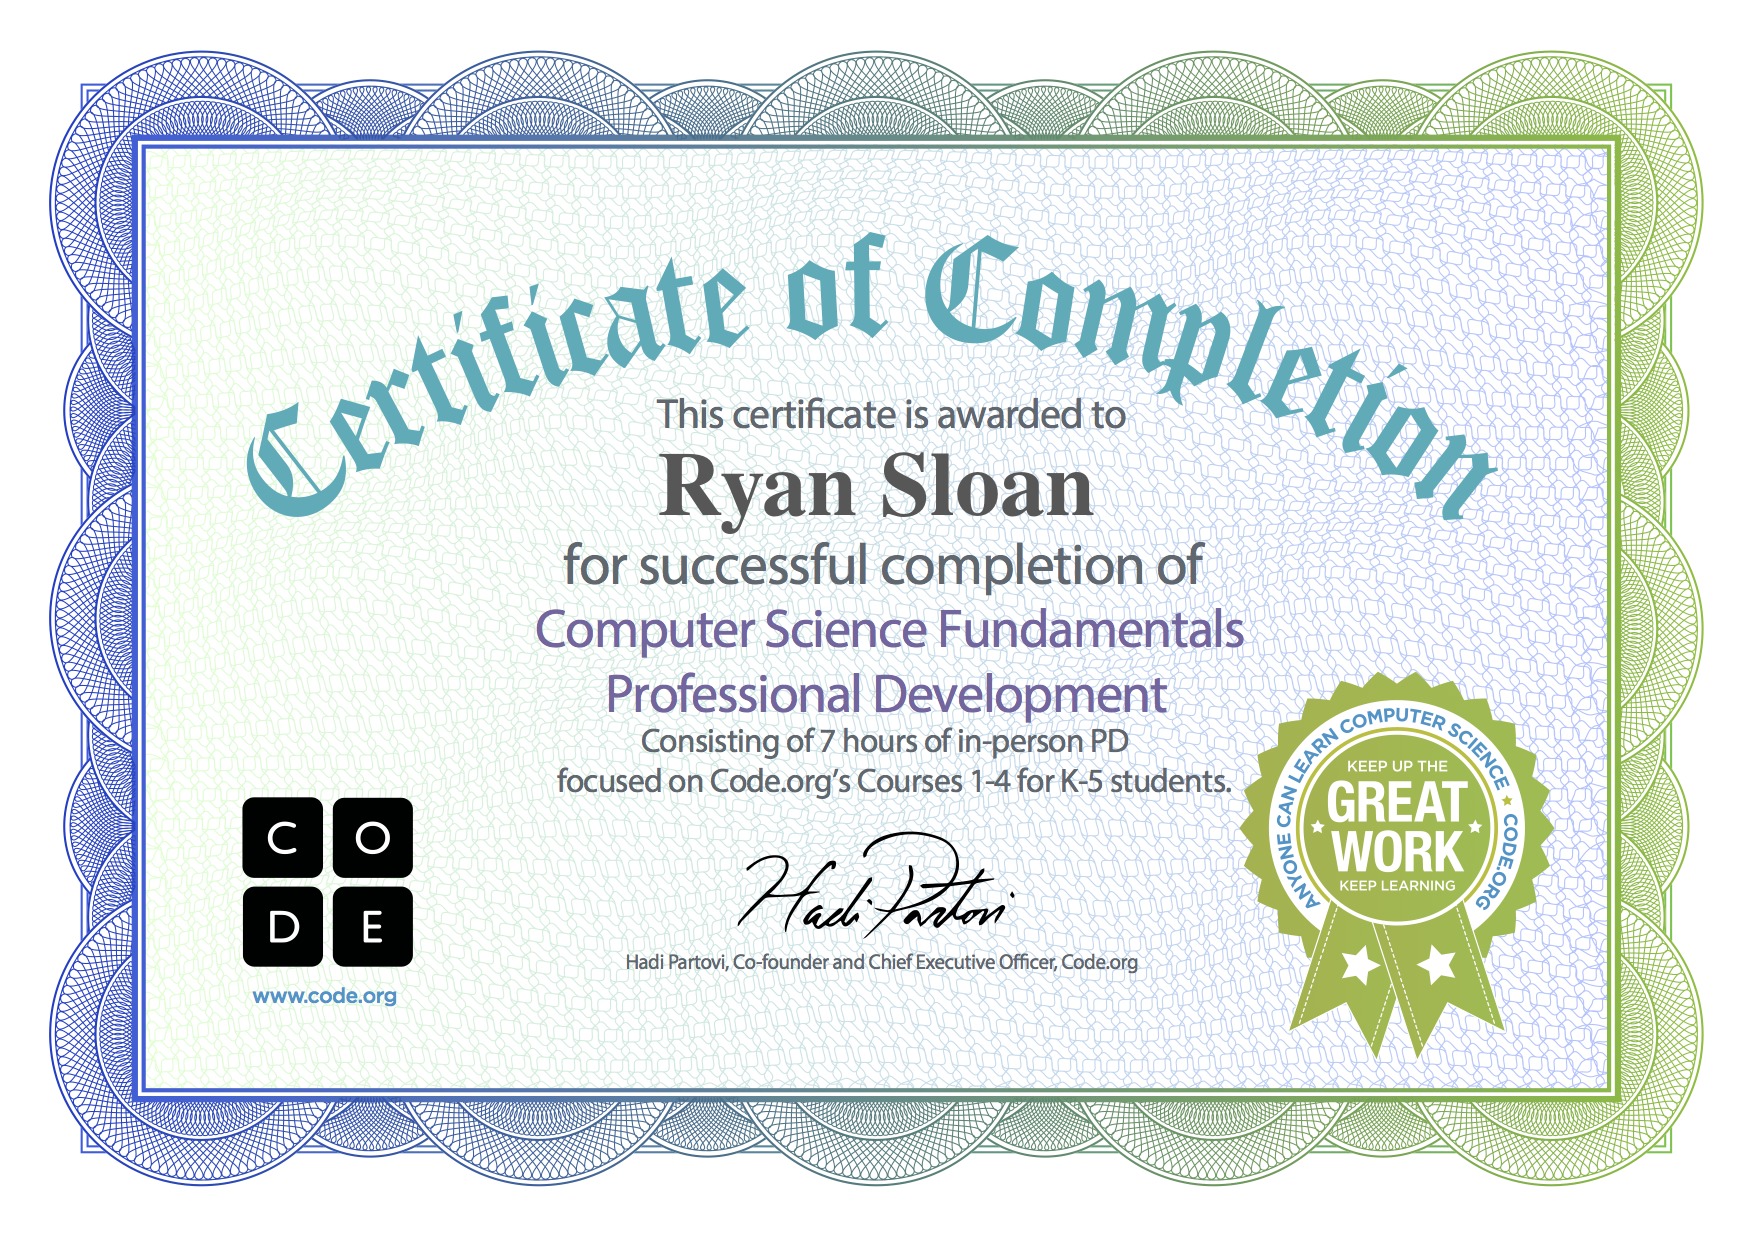 Certificate of Completion
This certificate is awarded to
Ryan Sloan
for successful completion of
Computer Science Fundamentals
Professional Development
Consisting of 7 hours of in-person PD
focused on Code.org’s Courses 1-4 for K-5 students.
C O
D E
www.code.org
Hadi Partovi
Hadi Partovi, Co-founder and Chief Executive Officer, Code.org
ANYONE CAN LEARN COMPUTER SCIENCE ★ CODE.ORG
KEEP UP THE
GREAT
WORK
KEEP LEARNING